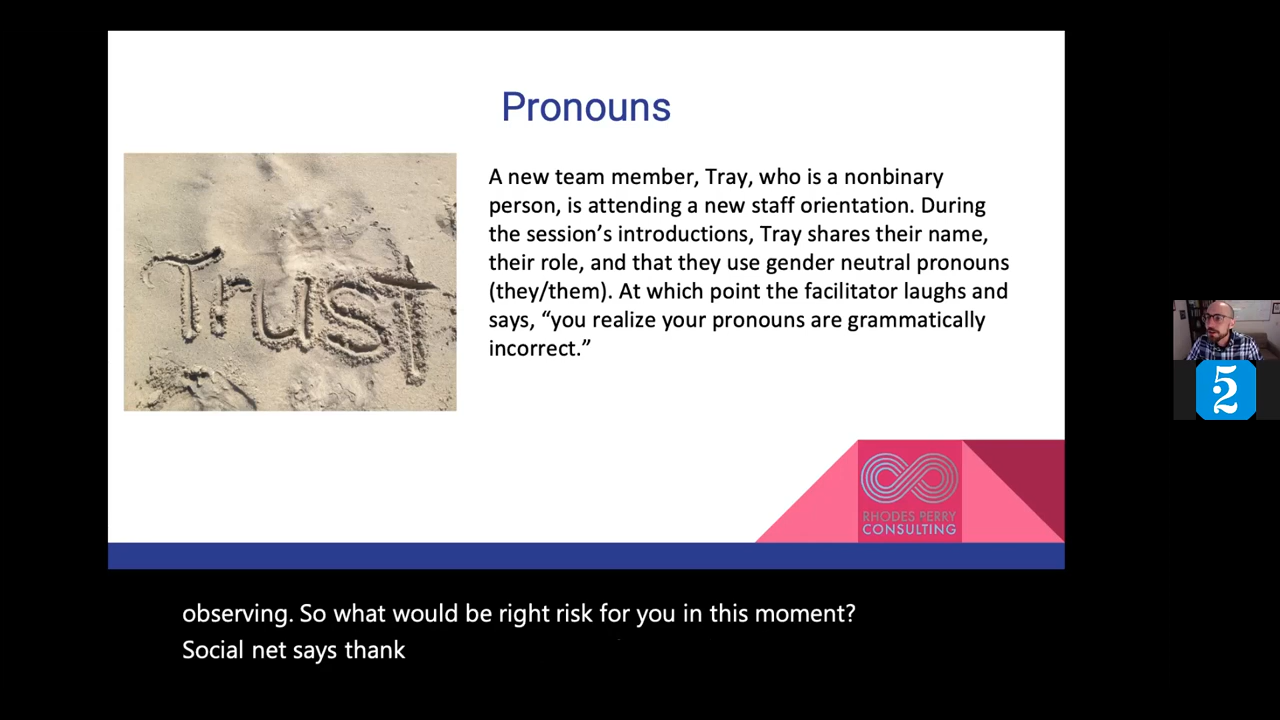 Pronouns
Trust
A new team member, Tray, who is a nonbinary
person, is attending a new staff orientation. During
the session’s introductions, Tray shares their name,
their role, and that they use gender neutral pronouns
(they/them). At which point the facilitator laughs and
says, “you realize your pronouns are grammatically
incorrect.”
RHODES PERRY
CONSULTING
5
observing. So what would be right risk for you in this moment?
Social net says thank